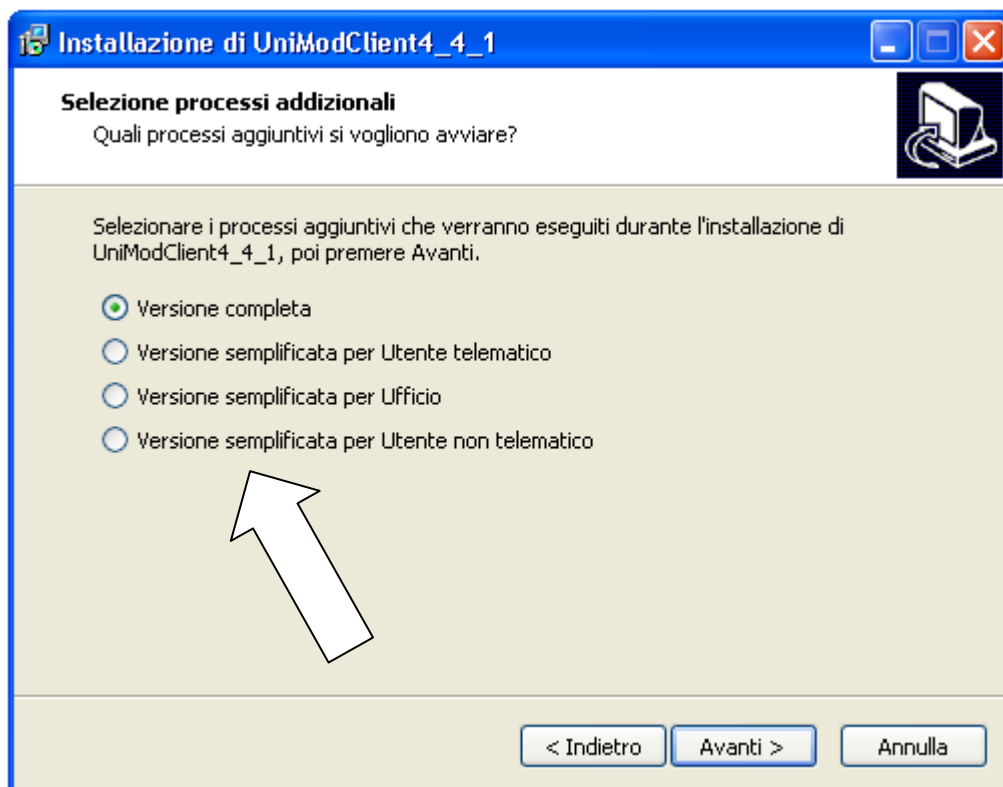 Installazione di UniModClient4_4_1
Selezione processi addizionali
Quali processi aggiuntivi si vogliono avviare?
Selezionare i processi aggiuntivi che verranno eseguiti durante l'installazione di
UniModClient4_4_1, poi premere Avanti.
Versione completa
Versione semplificata per Utente telematico
Versione semplificata per Ufficio
Versione semplificata per Utente non telematico
< Indietro
Avanti >
Annulla